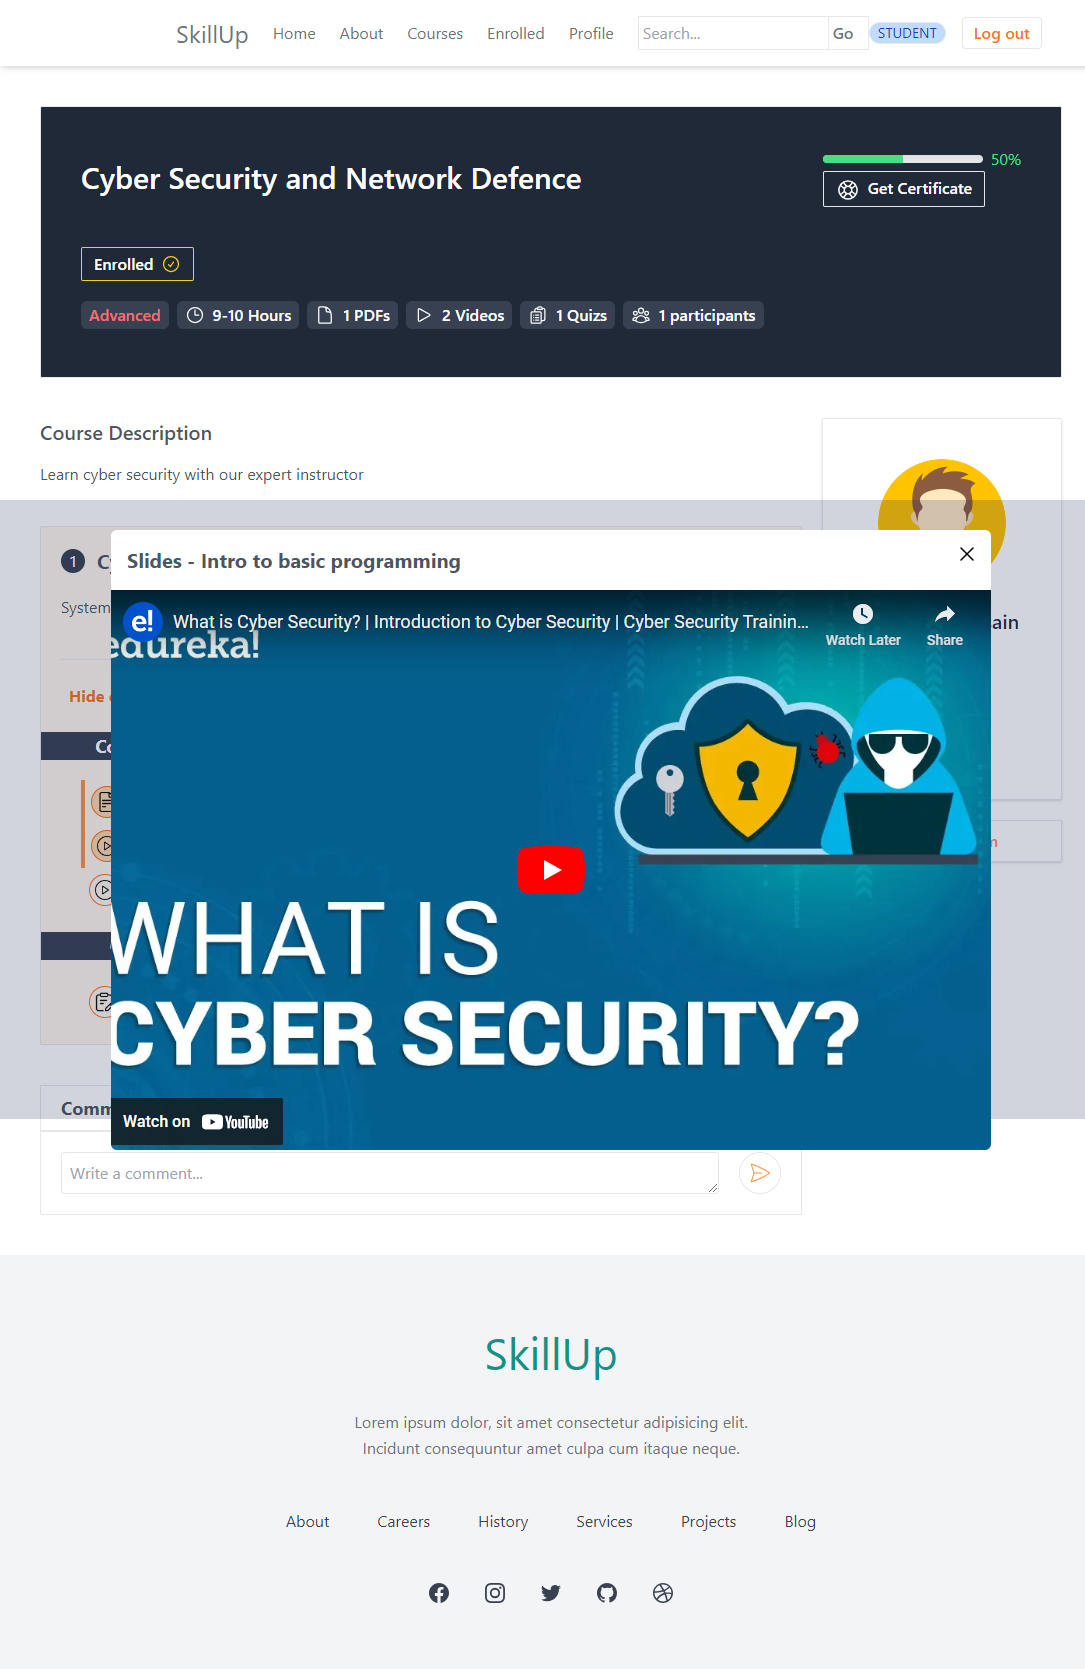 SkillUp Home About Courses Enrolled Profile Search... Go STUDENT Log out
50%
Cyber Security and Network Defence
Get Certificate
Enrolled
Advanced 9-10 Hours 1 PDFs 2 Videos 1 Quizs 1 participants
Course Description
Learn cyber security with our expert instructor
1
Slides - Intro to basic programming
System
e!
What is Cyber Security? | Introduction to Cyber Security | Cyber Security Trainin...
Watch Later Share
edureka!
Hide
WHAT IS
CYBER SECURITY?
Watch on YouTube
Write a comment...
SkillUp
Lorem ipsum dolor, sit amet consectetur adipisicing elit.
Incidunt consequuntur amet culpa cum itaque neque.
About Careers History Services Projects Blog